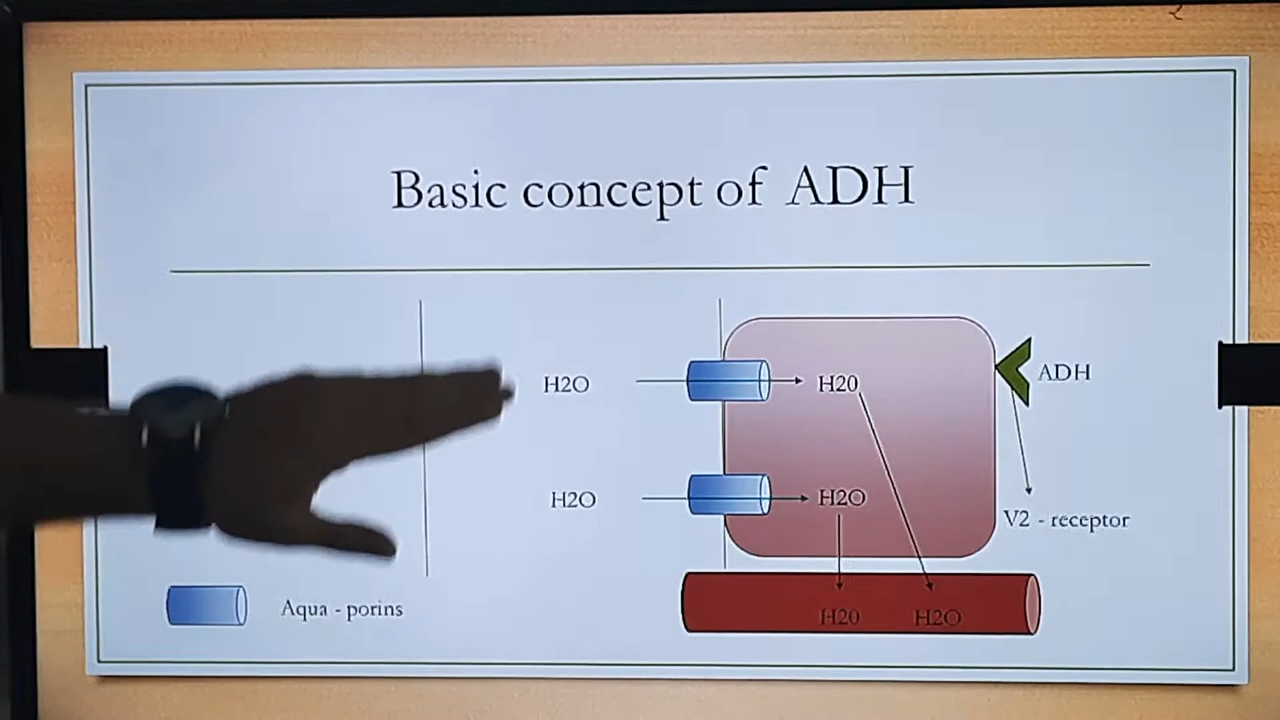 Basic concept of ADH
H2O
H20
ADH
H2O
H2O
V2 - receptor
Aqua - porins
H20
H2O